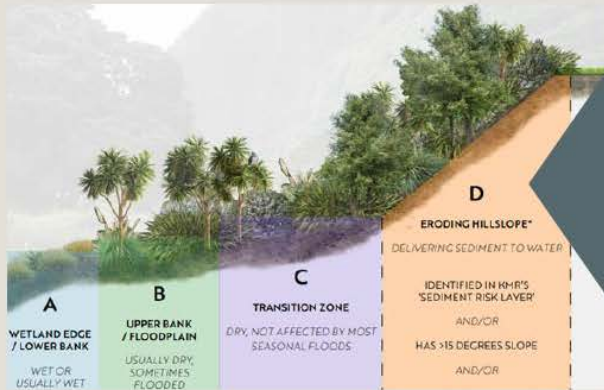 A
WETLAND EDGE
/ LOWER BANK
WET OR
USUALLY WET
B
UPPER BANK
/ FLOODPLAIN
USUALLY DRY,
SOMETIMES
FLOODED
C
TRANSITION ZONE
DRY, NOT AFFECTED BY MOST
SEASONAL FLOODS
D
ERODING HILLSLOPE*
DELIVERING SEDIMENT TO WATER
IDENTIFIED IN KMR'S
'SEDIMENT RISK LAYER'
AND/OR
HAS >15 DEGREES SLOPE
AND/OR